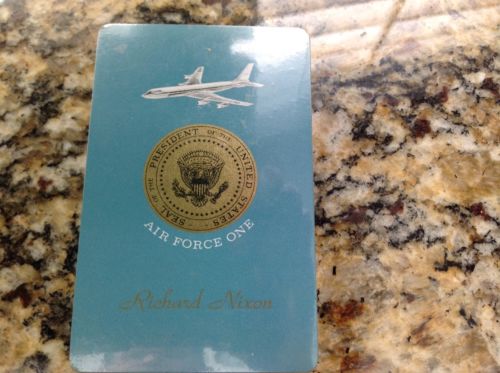 SEAL OF THE PRESIDENT OF THE UNITED STATES
AIR FORCE ONE
Richard Nixon